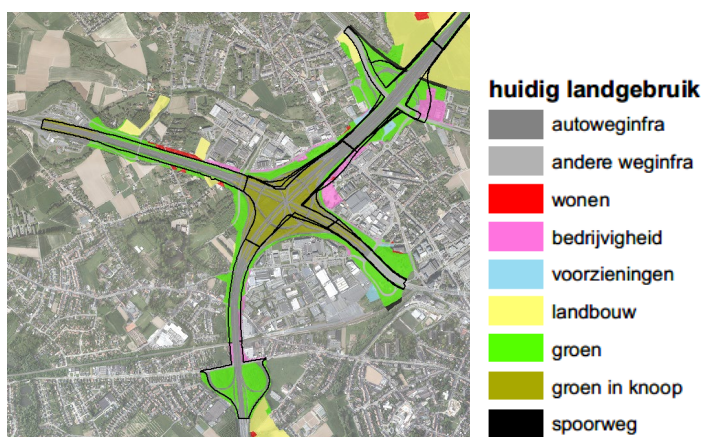 huidig landgebruik
autoweginfra
andere weginfra
wonen
bedrijvigheid
voorzieningen
landbouw
groen
groen in knoop
spoorweg